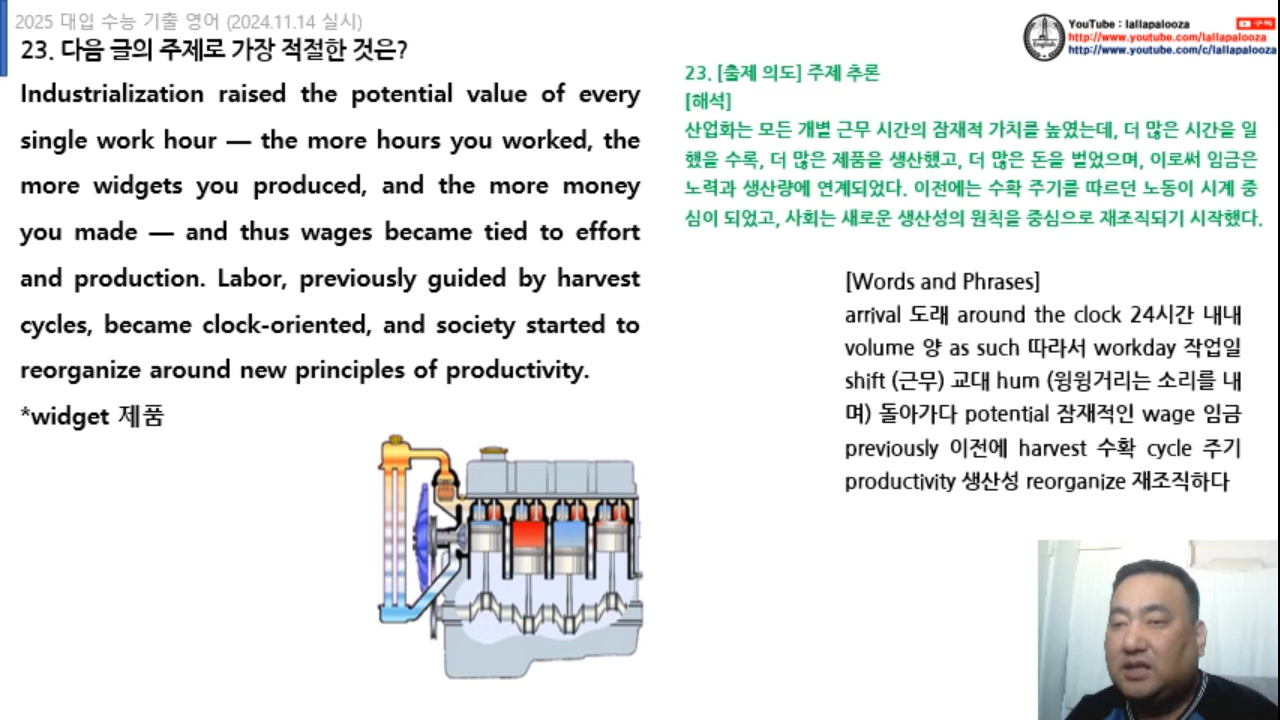 2025 대입 수능 기출 영어 (2024.11.14 실시)
23. 다음 글의 주제로 가장 적절한 것은?
Industrialization raised the potential value of every
single work hour — the more hours you worked, the
more widgets you produced, and the more money
you made — and thus wages became tied to effort
and production. Labor, previously guided by harvest
cycles, became clock-oriented, and society started to
reorganize around new principles of productivity.
*widget 제품
YouTube : lallapalooza
구독
http://www.youtube.com/lallapalooza
http://www.youtube.com/c/lallapalooza
English
23. [출제 의도] 주제 추론
[해석]
산업화는 모든 개별 근무 시간의 잠재적 가치를 높였는데, 더 많은 시간을 일
했을 수록, 더 많은 제품을 생산했고, 더 많은 돈을 벌었으며, 이로써 임금은
노력과 생산량에 연계되었다. 이전에는 수확 주기를 따르던 노동이 시계 중
심이 되었고, 사회는 새로운 생산성의 원칙을 중심으로 재조직되기 시작했다.
[Words and Phrases]
arrival 도래 around the clock 24시간 내내
volume 양 as such 따라서 workday 작업일
shift (근무) 교대 hum (윙윙거리는 소리를 내
며) 돌아가다 potential 잠재적인 wage 임금
previously 이전에 harvest 수확 cycle 주기
productivity 생산성 reorganize 재조직하다